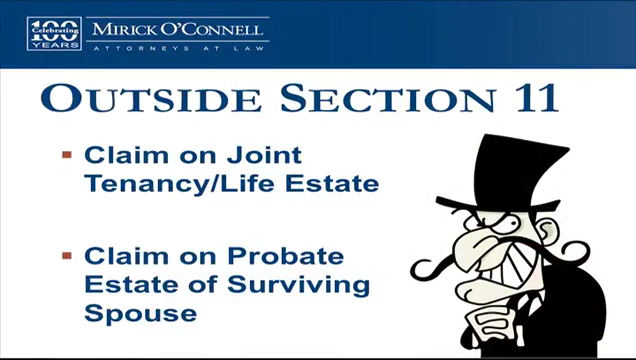 Celebrating
100
YEARS
MIRICK O'CONNELL
ATTORNEYS AT LAW
OUTSIDE SECTION 11
Claim on Joint
Tenancy/Life Estate
Claim on Probate
Estate of Surviving
Spouse